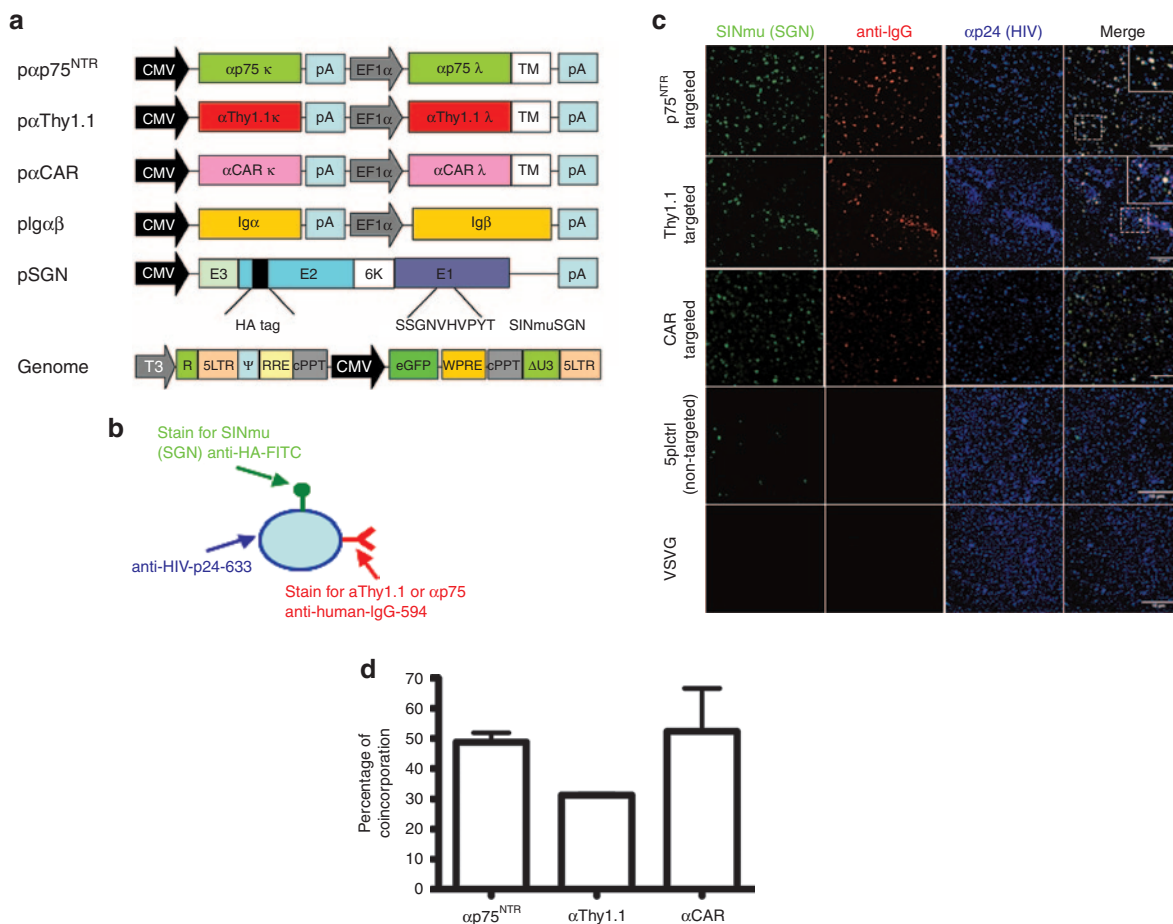 a
pαp75NTR
CMV αp75 κ pA EF1α αp75 λ TM pA
pαThy1.1
CMV αThy1.1κ pA EF1α αThy1.1 λ TM pA
pαCAR
CMV αCAR κ pA EF1α αCAR λ TM pA
pIgαβ
CMV Igα pA EF1α Igβ pA
pSGN
CMV E3 E2 6K E1 pA
HA tag SSGNVHVPYT SINmuSGN
Genome
T3 R 5LTR Ψ RRE cPPT CMV eGFP WPRE cPPT ΔU3 5LTR
b
Stain for SINmu
(SGN) anti-HA-FITC
anti-HIV-p24-633
Stain for aThy1.1 or αp75
anti-human-IgG-594
c
SINmu (SGN) anti-IgG αp24 (HIV) Merge
p75NTR
targeted
Thy1.1
targeted
CAR
targeted
5plctrl
(non-targeted)
VSVG
d
Percentage of
coincorporation
70
60
50
40
30
20
10
0
αp75NTR αThy1.1 αCAR